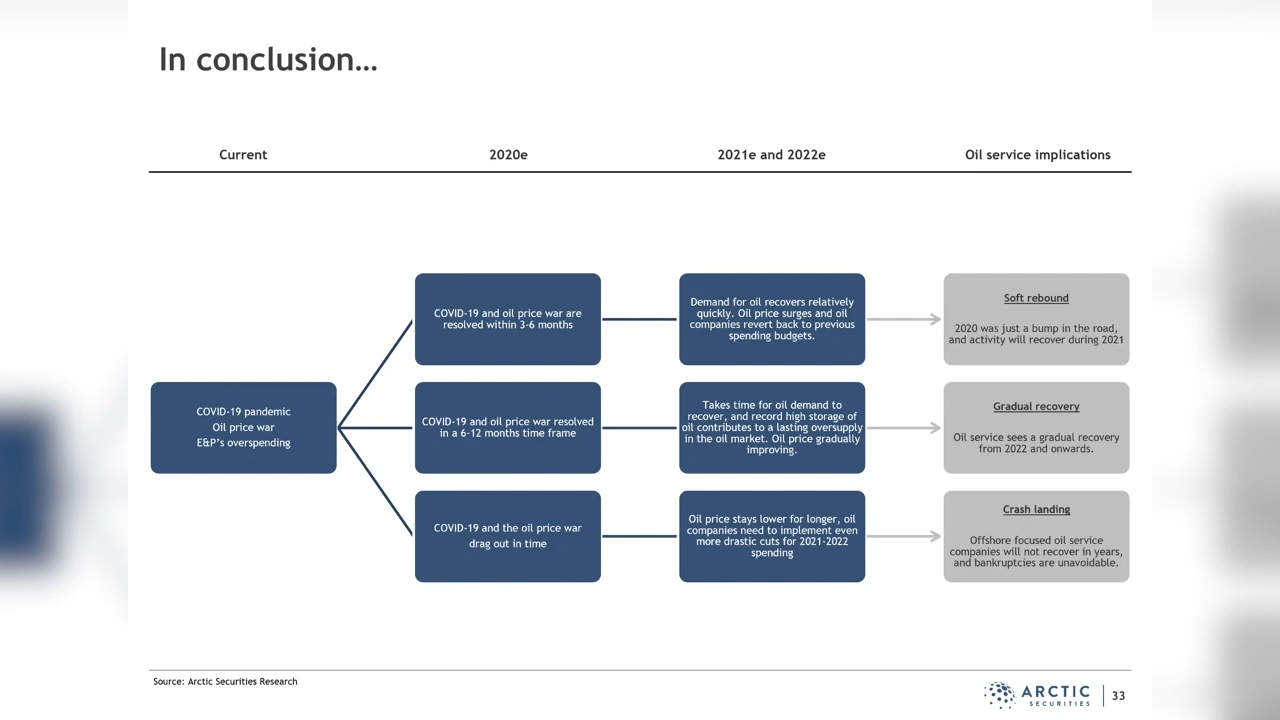 In conclusion…
Current
2020e
2021e and 2022e
Oil service implications
COVID-19 pandemic
Oil price war
E&P's overspending
COVID-19 and oil price war are
resolved within 3-6 months
Demand for oil recovers relatively
quickly. Oil price surges and oil
companies revert back to previous
spending budgets.
Soft rebound
2020 was just a bump in the road,
and activity will recover during 2021
COVID-19 and oil price war resolved
in a 6-12 months time frame
Takes time for oil demand to
recover, and record high storage of
oil contributes to a lasting oversupply
in the oil market. Oil price gradually
improving.
Gradual recovery
Oil service sees a gradual recovery
from 2022 and onwards.
COVID-19 and the oil price war
drag out in time
Oil price stays lower for longer, oil
companies need to implement even
more drastic cuts for 2021-2022
spending
Crash landing
Offshore focused oil service
companies will not recover in years,
and bankruptcies are unavoidable.
Source: Arctic Securities Research
ARCTIC
SECURITIES
33